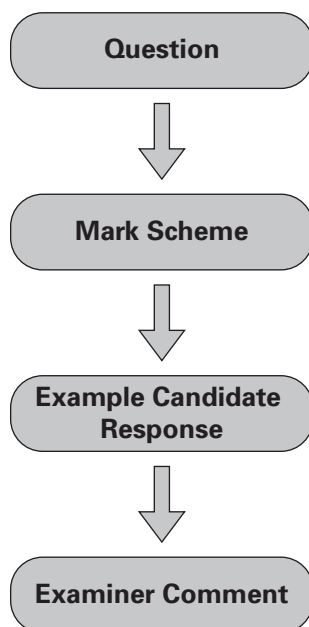 Question
Mark Scheme
Example Candidate
Response
Examiner Comment